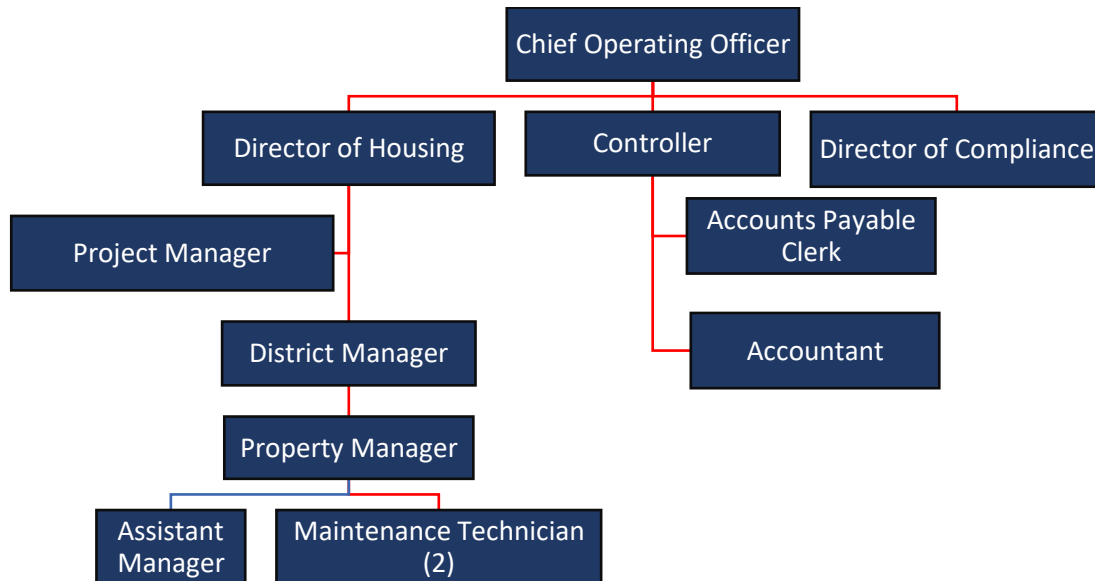 Chief Operating Officer
Director of Housing
Controller
Director of Compliance
Project Manager
Accounts Payable
Clerk
District Manager
Accountant
Property Manager
Assistant
Manager
Maintenance Technician
(2)